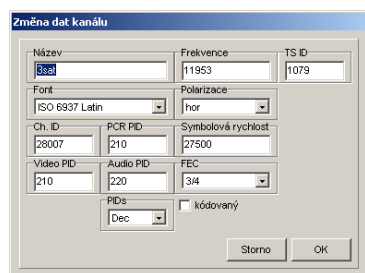 Změna dat kanálu
Název Frekvence TS ID
3sat 11953 1079
Font Polarizace
ISO 6937 Latin hor
Ch. ID PCR PID Symbolová rychlost
28007 210 27500
Video PID Audio PID FEC
210 220 3/4
PIDs
Dec kódovaný
Storno OK